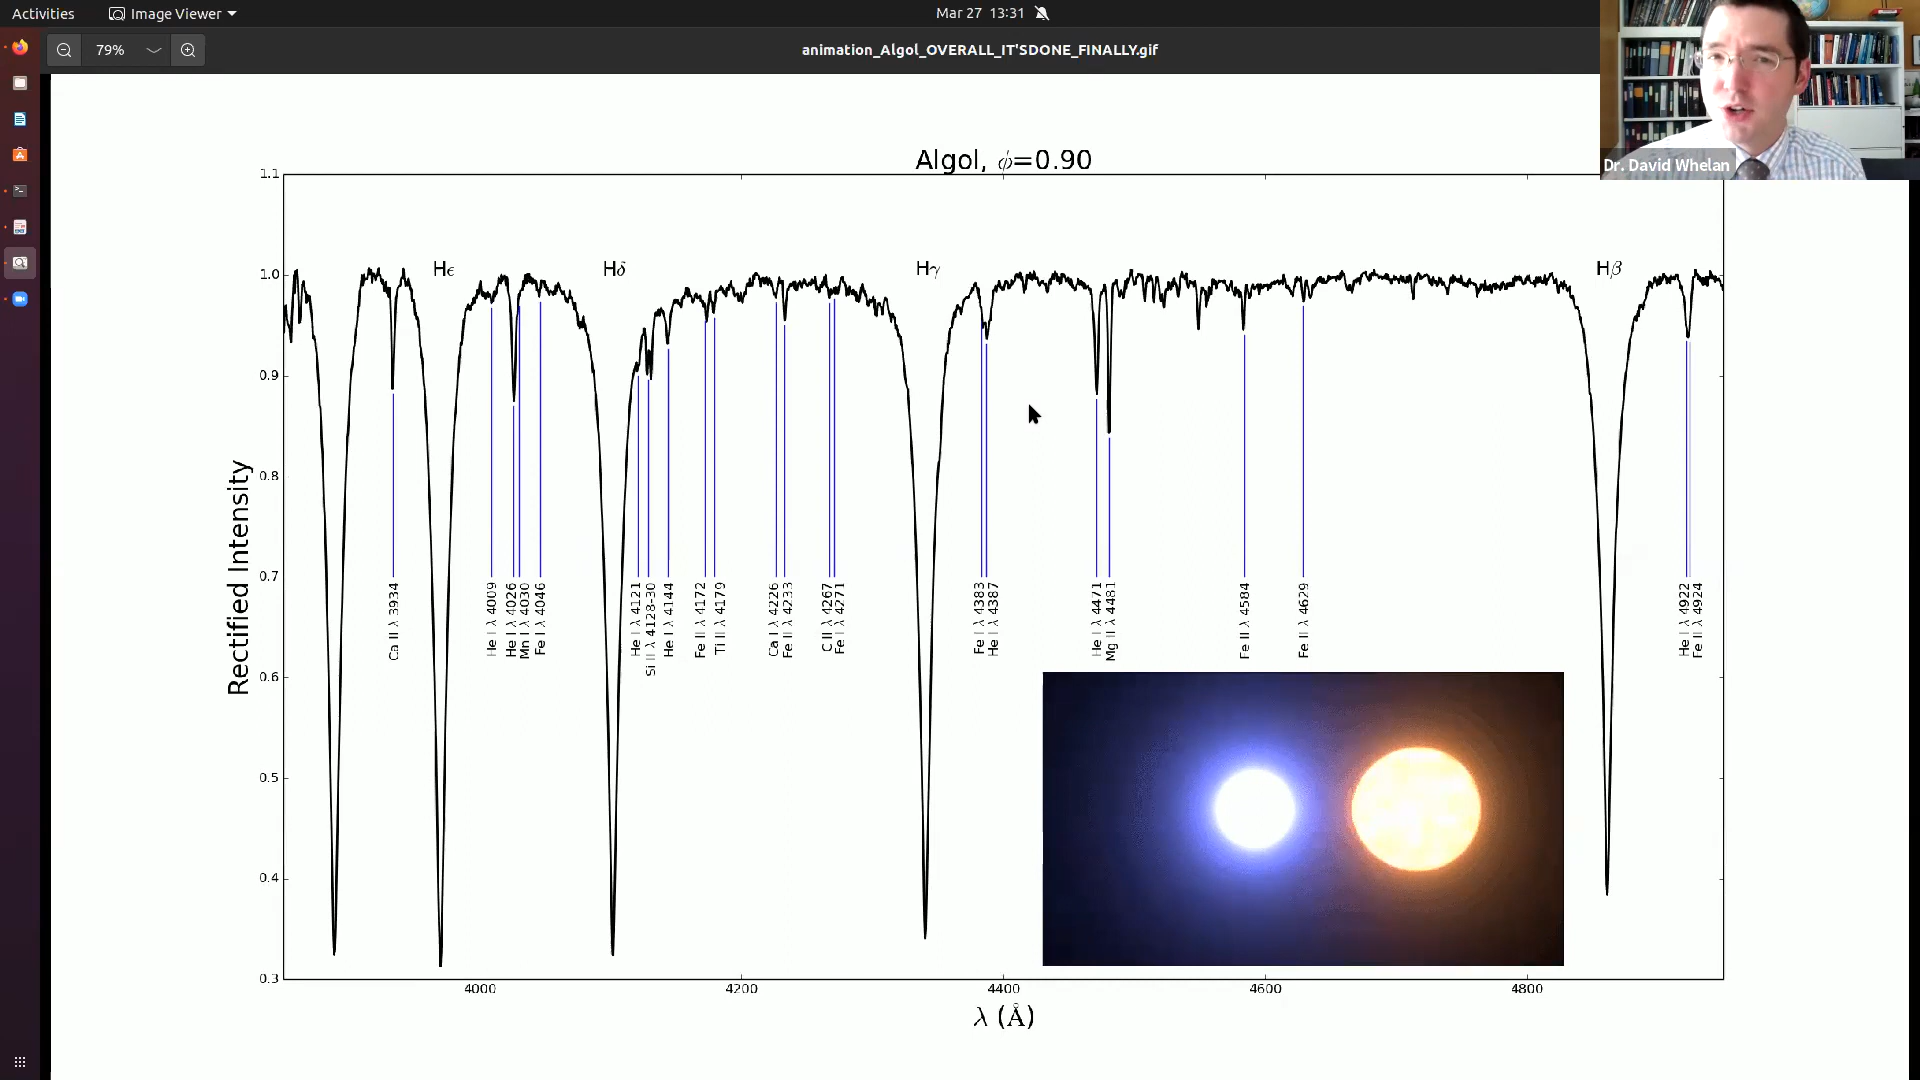 Activities
Image Viewer
Mar 27 13:31
79%
animation_Algol_OVERALL_IT'SDONE_FINALLY.gif
Dr. David Whelan
Algol, ϕ=0.90
1.1
1.0
0.9
0.8
0.7
0.6
0.5
0.4
0.3
Rectified Intensity
Hϵ
Hδ
Hγ
Hβ
Ca II λ 3934
He I λ 4009
He I λ 4026
Mn I λ 4030
Fe I λ 4046
He I λ 4121
Si II λ 4128-30
He I λ 4144
Fe II λ 4172
Ti II λ 4179
Ca I λ 4226
Fe II λ 4233
C II λ 4267
Fe I λ 4271
Fe I λ 4383
He I λ 4387
He I λ 4471
Mg II λ 4481
Fe II λ 4584
Fe II λ 4629
He I λ 4922
Fe II λ 4924
4000
4200
4400
4600
4800
λ (Å)